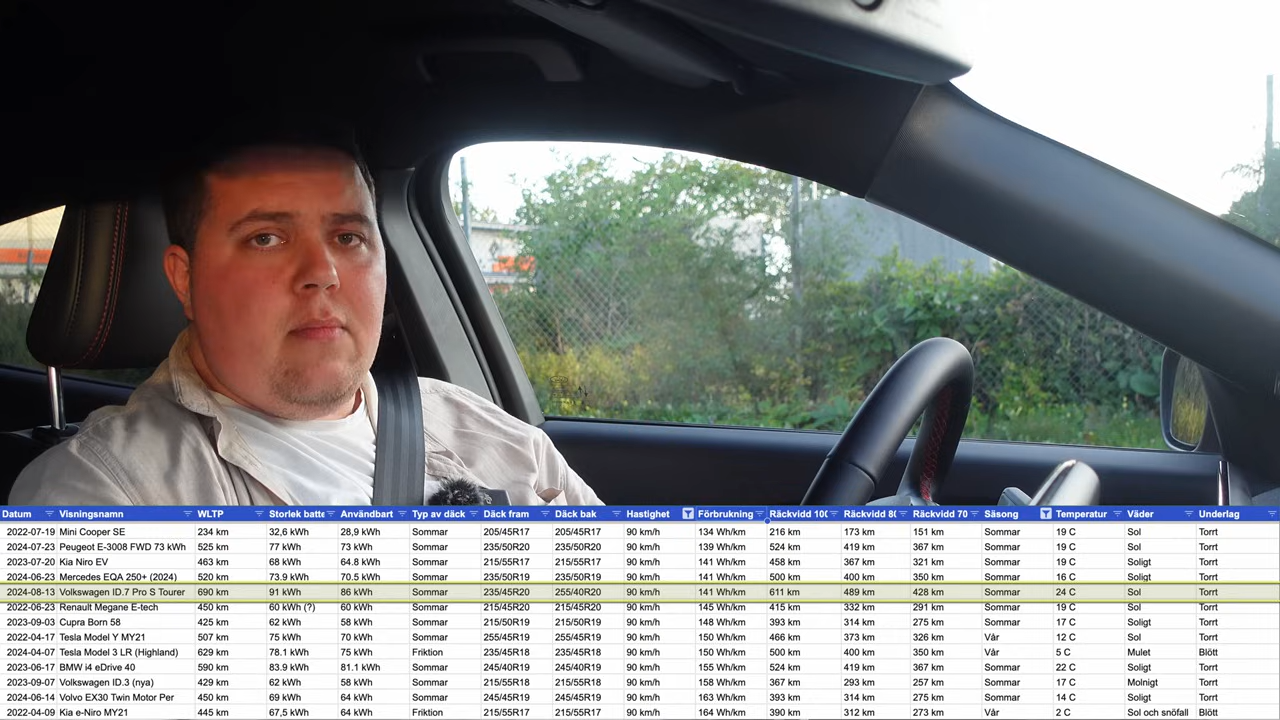 Datum Visningsnamn WLTP Storlek batte Användbart Typ av däck Däck fram Däck bak Hastighet Förbrukning Räckvidd 100 Räckvidd 80 Räckvidd 70 Säsong Temperatur Väder Underlag
2022-07-19 Mini Cooper SE 234 km 32,6 kWh 28,9 kWh Sommar 205/45R17 205/45R17 90 km/h 134 Wh/km 216 km 173 km 151 km Sommar 19 C Sol Torrt
2024-07-23 Peugeot E-3008 FWD 73 kWh 525 km 77 kWh 73 kWh Sommar 235/50R20 235/50R20 90 km/h 139 Wh/km 524 km 419 km 367 km Sommar 19 C Sol Torrt
2023-07-20 Kia Niro EV 463 km 68 kWh 64.8 kWh Sommar 215/55R17 215/55R17 90 km/h 141 Wh/km 458 km 367 km 321 km Sommar 19 C Soligt Torrt
2024-06-23 Mercedes EQA 250+ (2024) 520 km 73.9 kWh 70.5 kWh Sommar 235/50R19 235/50R19 90 km/h 141 Wh/km 500 km 400 km 350 km Sommar 16 C Soligt Torrt
2024-08-13 Volkswagen ID.7 Pro S Tourer 690 km 91 kWh 86 kWh Sommar 235/45R20 255/40R20 90 km/h 141 Wh/km 611 km 489 km 428 km Sommar 24 C Sol Torrt
2022-06-23 Renault Megane E-tech 450 km 60 kWh (?) 60 kWh Sommar 215/45R20 215/45R20 90 km/h 145 Wh/km 415 km 332 km 291 km Sommar 19 C Sol Torrt
2023-09-03 Cupra Born 58 425 km 62 kWh 58 kWh Sommar 215/50R19 215/50R19 90 km/h 148 Wh/km 393 km 314 km 275 km Sommar 17 C Soligt Torrt
2022-04-17 Tesla Model Y MY21 507 km 75 kWh 70 kWh Sommar 255/45R19 255/45R19 90 km/h 150 Wh/km 466 km 373 km 326 km Vår 12 C Sol Torrt
2024-04-07 Tesla Model 3 LR (Highland) 629 km 78.1 kWh 75 kWh Friktion 235/45R18 235/45R18 90 km/h 150 Wh/km 500 km 400 km 350 km Vår 5 C Mulet Blött
2023-06-17 BMW i4 eDrive 40 590 km 83.9 kWh 81.1 kWh Sommar 245/40R19 245/40R19 90 km/h 155 Wh/km 524 km 419 km 367 km Sommar 22 C Soligt Torrt
2023-09-07 Volkswagen ID.3 (nya) 429 km 62 kWh 58 kWh Sommar 215/55R18 215/55R18 90 km/h 158 Wh/km 367 km 293 km 257 km Sommar 17 C Molnigt Torrt
2024-06-14 Volvo EX30 Twin Motor Per 450 km 69 kWh 64 kWh Sommar 245/45R19 245/45R19 90 km/h 163 Wh/km 393 km 314 km 275 km Sommar 14 C Soligt Torrt
2022-04-09 Kia e-Niro MY21 445 km 67,5 kWh 64 kWh Friktion 215/55R17 215/55R17 90 km/h 164 Wh/km 390 km 312 km 273 km Vår 2 C Sol och snöfall Blött